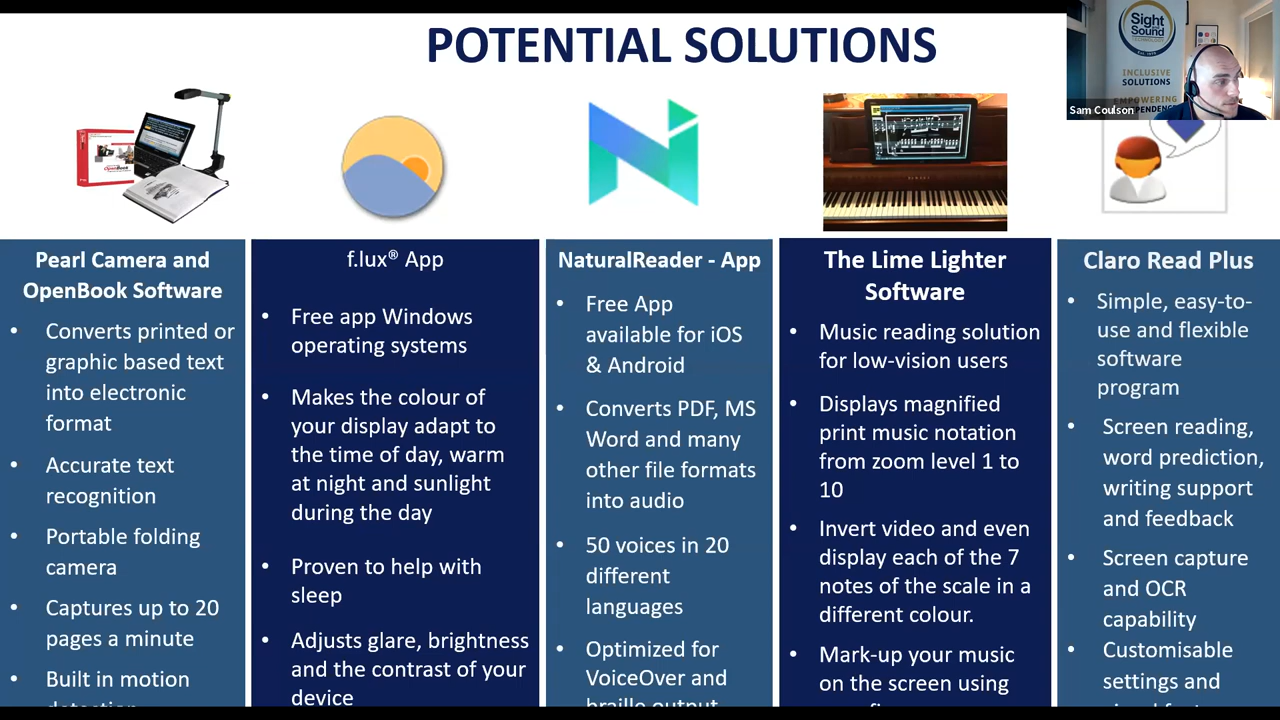 POTENTIAL SOLUTIONS
Sight
Sound
INCLUSIVE
SOLUTIONS
EMPOWERING
Sam Coulson
OpenBook
Pearl Camera and
OpenBook Software
• Converts printed or
graphic based text
into electronic
format
• Accurate text
recognition
• Portable folding
camera
• Captures up to 20
pages a minute
• Built in motion
detection
f.lux® App
• Free app Windows
operating systems
• Makes the colour of
your display adapt to
the time of day, warm
at night and sunlight
during the day
• Proven to help with
sleep
• Adjusts glare, brightness
and the contrast of your
device
NaturalReader - App
• Free App
available for iOS
& Android
• Converts PDF, MS
Word and many
other file formats
into audio
• 50 voices in 20
different
languages
• Optimized for
VoiceOver and
braille output
The Lime Lighter
Software
• Music reading solution
for low-vision users
• Displays magnified
print music notation
from zoom level 1 to
10
• Invert video and even
display each of the 7
notes of the scale in a
different colour.
• Mark-up your music
on the screen using
Claro Read Plus
• Simple, easy-to-
use and flexible
software
program
• Screen reading,
word prediction,
writing support
and feedback
• Screen capture
and OCR
capability
• Customisable
settings and